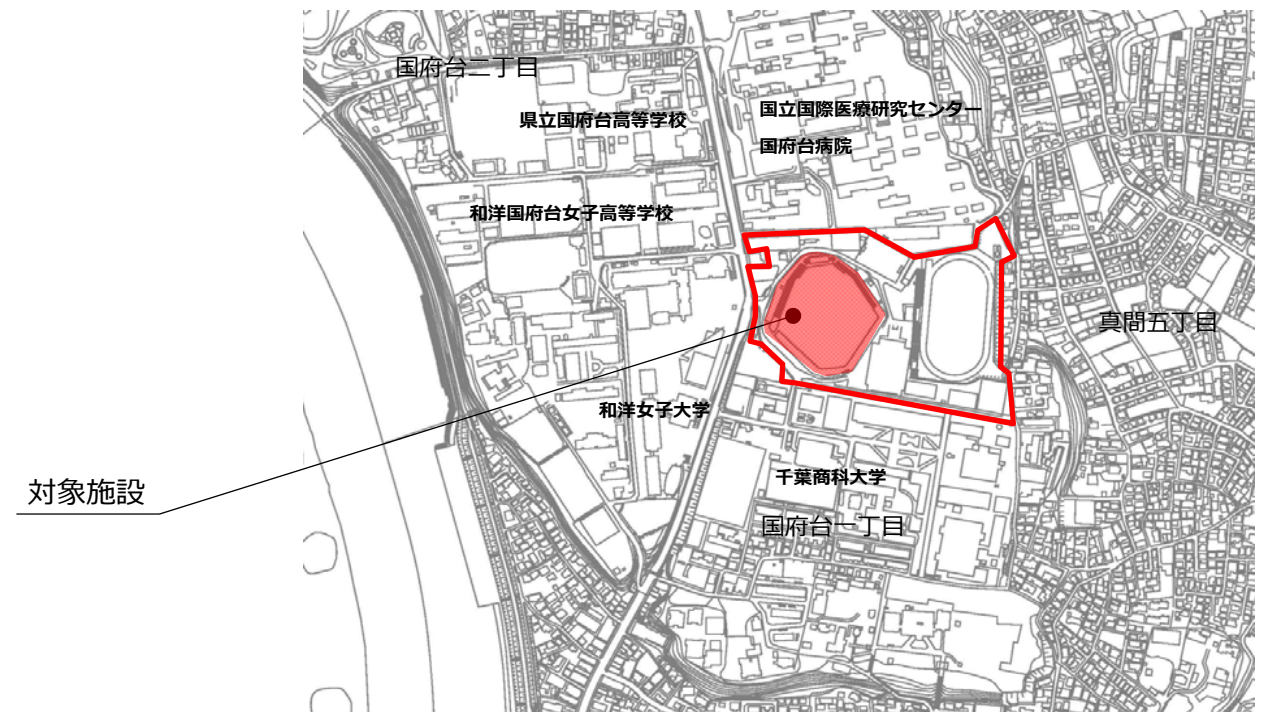 国府台二丁目
県立国府台高等学校
国立国際医療研究センター
国府台病院
和洋国府台女子高等学校
真間五丁目
和洋女子大学
千葉商科大学
対象施設
国府台一丁目